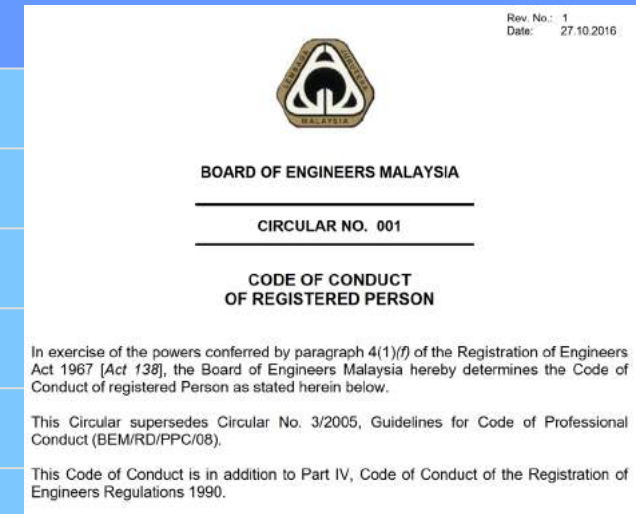 Rev. No.: 1
Date: 27.10.2016
LEMBAGA JURUTERA
MALAYSIA
BOARD OF ENGINEERS MALAYSIA
CIRCULAR NO. 001
CODE OF CONDUCT
OF REGISTERED PERSON
In exercise of the powers conferred by paragraph 4(1)(f) of the Registration of Engineers
Act 1967 [Act 138], the Board of Engineers Malaysia hereby determines the Code of
Conduct of registered Person as stated herein below.
This Circular supersedes Circular No. 3/2005, Guidelines for Code of Professional
Conduct (BEM/RD/PPC/08).
This Code of Conduct is in addition to Part IV, Code of Conduct of the Registration of
Engineers Regulations 1990.